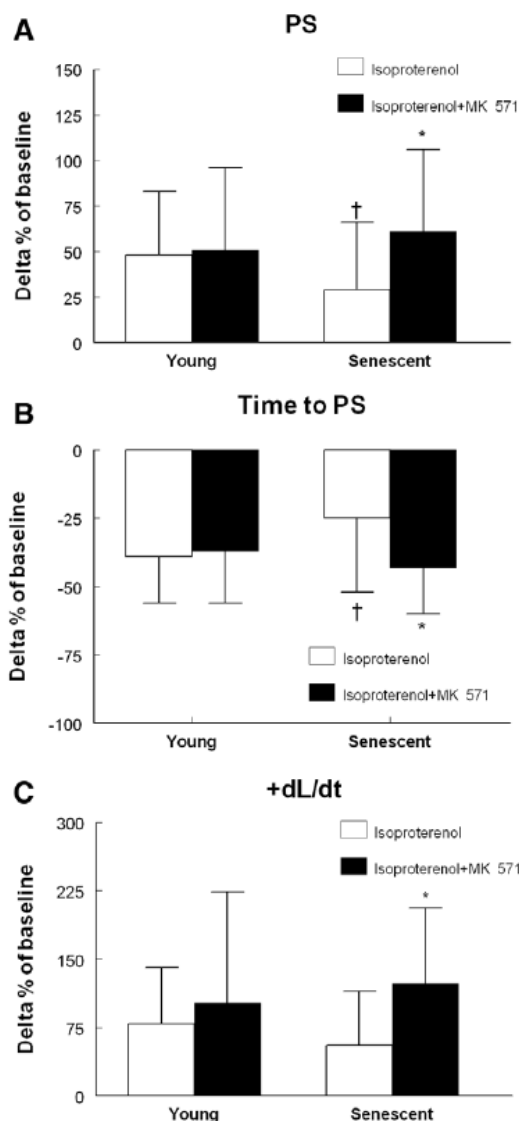 A
PS
150
125
100
75
50
25
0
Delta % of baseline
Isoproterenol
Isoproterenol+MK 571
†
*
Young
Senescent
B
Time to PS
0
-25
-50
-75
-100
Delta % of baseline
†
*
Isoproterenol
Isoproterenol+MK 571
Young
Senescent
C
+dL/dt
300
225
150
75
0
Delta % of baseline
Isoproterenol
Isoproterenol+MK 571
*
Young
Senescent